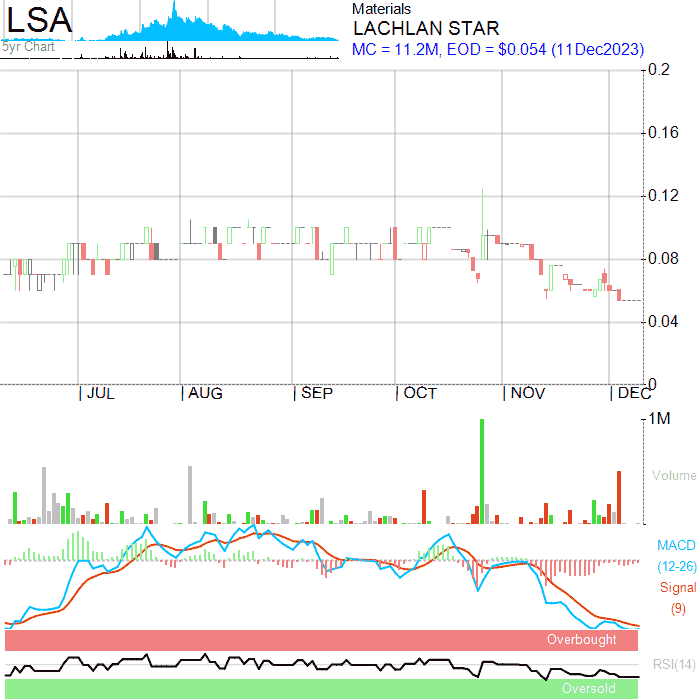 LSA
5yr Chart
Materials
LACHLAN STAR
MC = 11.2M, EOD = $0.054 (11Dec2023)
0.2
0.16
0.12
0.08
0.04
0
JUL
AUG
SEP
OCT
NOV
DEC
1M
Volume
MACD
(12-26)
Signal
(9)
Overbought
RSI(14)
Oversold